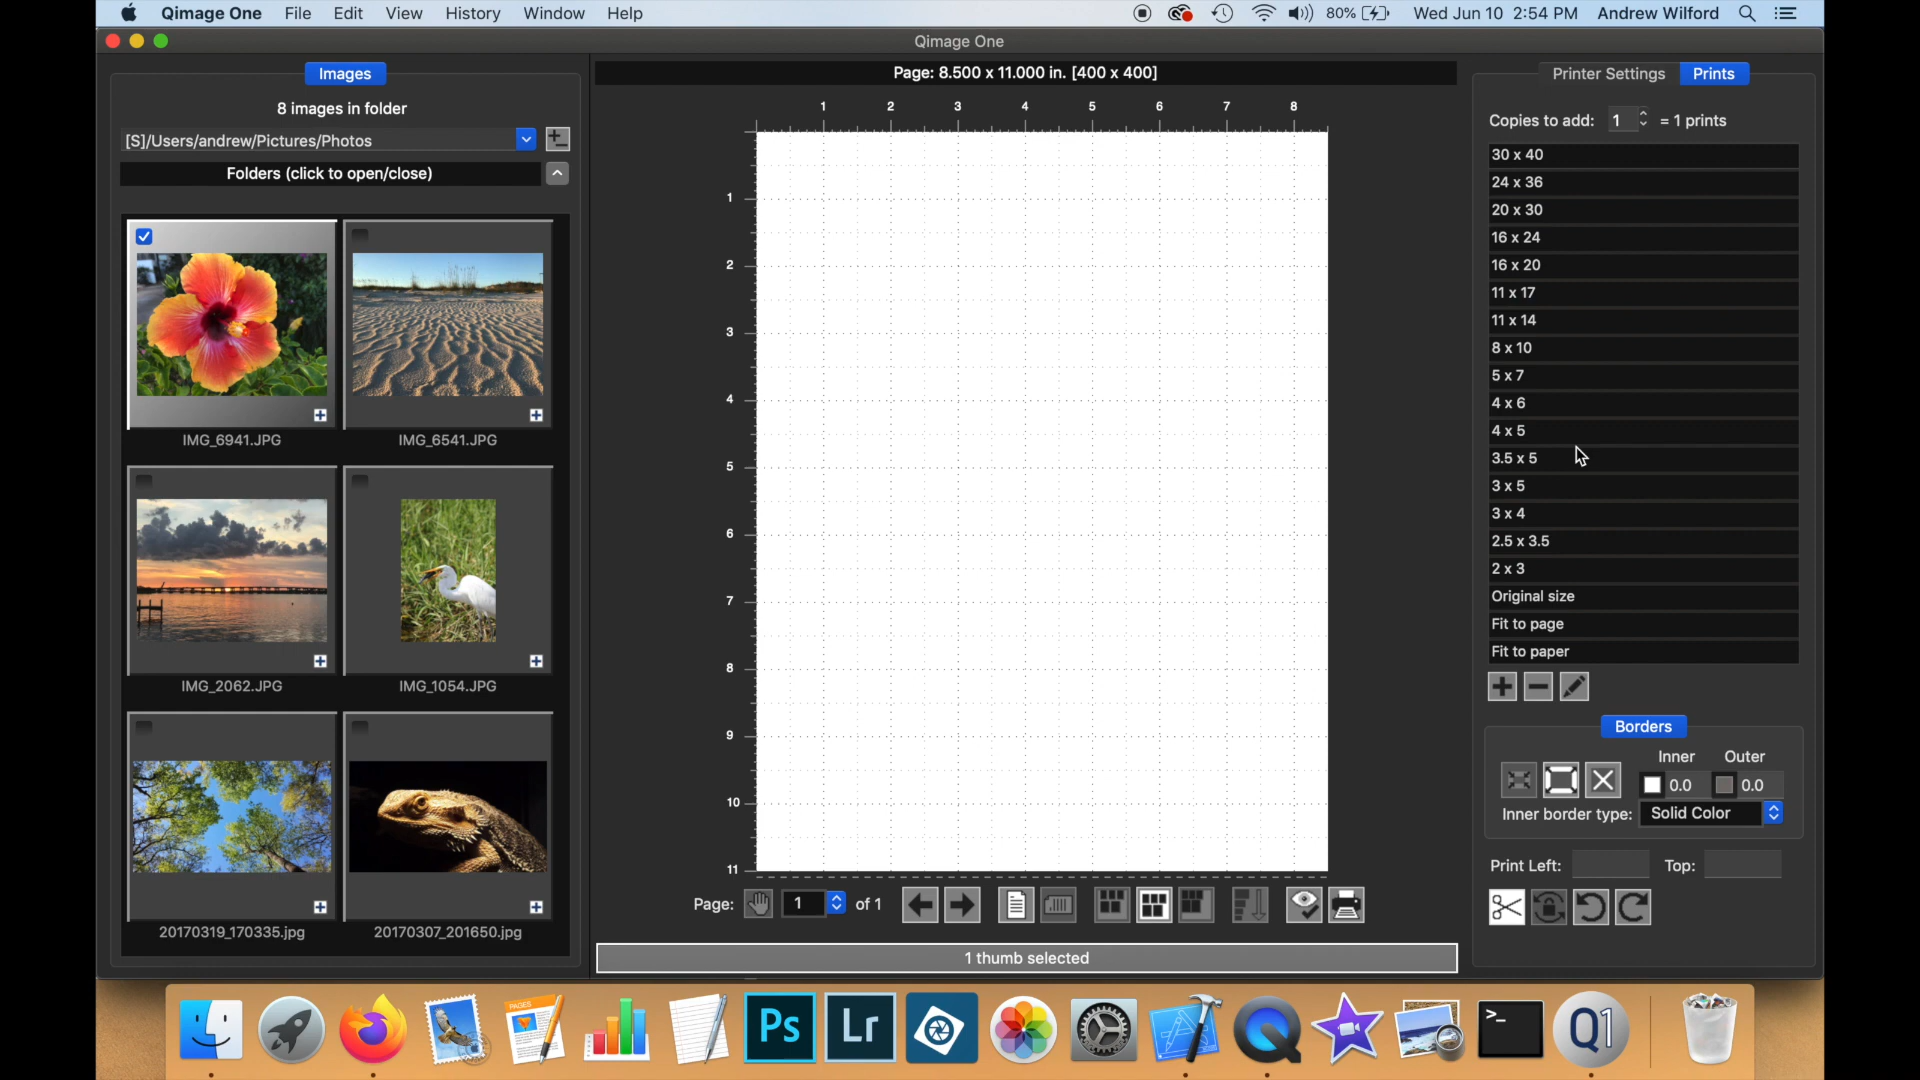 Qimage One File Edit View History Window Help
80% Wed Jun 10 2:54 PM Andrew Wilford
Qimage One
Images
8 images in folder
[S]/Users/andrew/Pictures/Photos
Folders (click to open/close)
IMG_6941.JPG
IMG_6541.JPG
IMG_2062.JPG
IMG_1054.JPG
20170319_170335.jpg
20170307_201650.jpg
Page: 8.500 x 11.000 in. [400 x 400]
1 2 3 4 5 6 7 8
1
2
3
4
5
6
7
8
9
10
11
Page: 1 of 1
1 thumb selected
Printer Settings Prints
Copies to add: 1 = 1 prints
30 x 40
24 x 36
20 x 30
16 x 24
16 x 20
11 x 17
11 x 14
8 x 10
5 x 7
4 x 6
4 x 5
3.5 x 5
3 x 5
3 x 4
2.5 x 3.5
2 x 3
Original size
Fit to page
Fit to paper
Borders
Inner Outer
0.0 0.0
Inner border type: Solid Color
Print Left: Top:
PAGES
Ps
Lr
>_
Q1